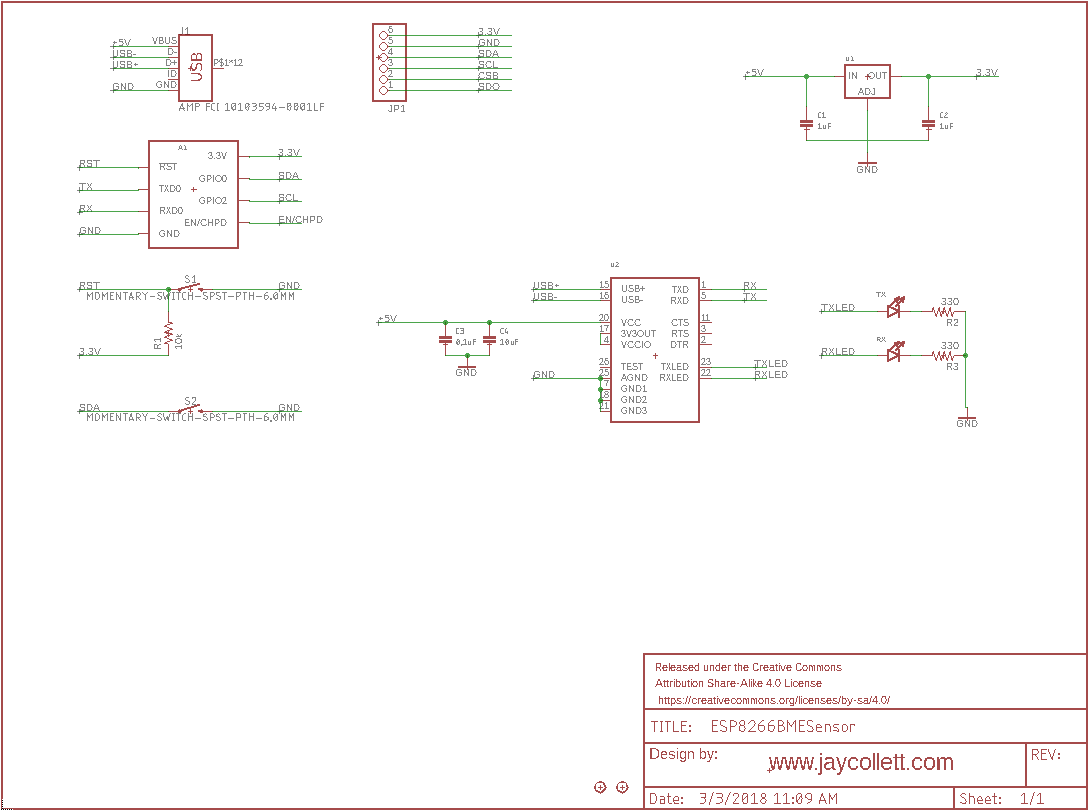 J1
+5V VBUS
USB- D-
USB+ D+
ID
GND GND
USB
P$1*12
AMP FCI 10103594-0001LF
6 3.3V
5 GND
4 SDA
3 SCL
2 CSB
1 SDO
JP1
U1
+5V IN OUT 3.3V
ADJ
C1
1uF
C2
1uF
GND
A1
3.3V 3.3V
RST RST
GPIO0 SDA
TX TXD0
GPIO2 SCL
RX RXD0
EN/CHPD EN/CHPD
GND GND
S1
RST GND
MOMENTARY-SWITCH-SPST-PTH-6.0MM
R1
10k
3.3V
S2
SDA GND
MOMENTARY-SWITCH-SPST-PTH-6.0MM
U2
USB+ 15 USB+ TXD 1 RX
USB- 16 USB- RXD 5 TX
+5V 20 VCC CTS 11
17 3V3OUT RTS 3
4 VCCIO DTR 2
C3
0.1uF
C4
10uF
GND
26 TEST TXLED 23 TXLED
GND 25 AGND RXLED 22 RXLED
7 GND1
18 GND2
21 GND3
TXLED TX 330
R2
RXLED RX 330
R3
GND
Released under the Creative Commons
Attribution Share-Alike 4.0 License
https://creativecommons.org/licenses/by-sa/4.0/
TITLE: ESP8266BMESensor
Design by: www.jaycollett.com
REV:
Date: 3/3/2018 11:09 AM
Sheet: 1/1